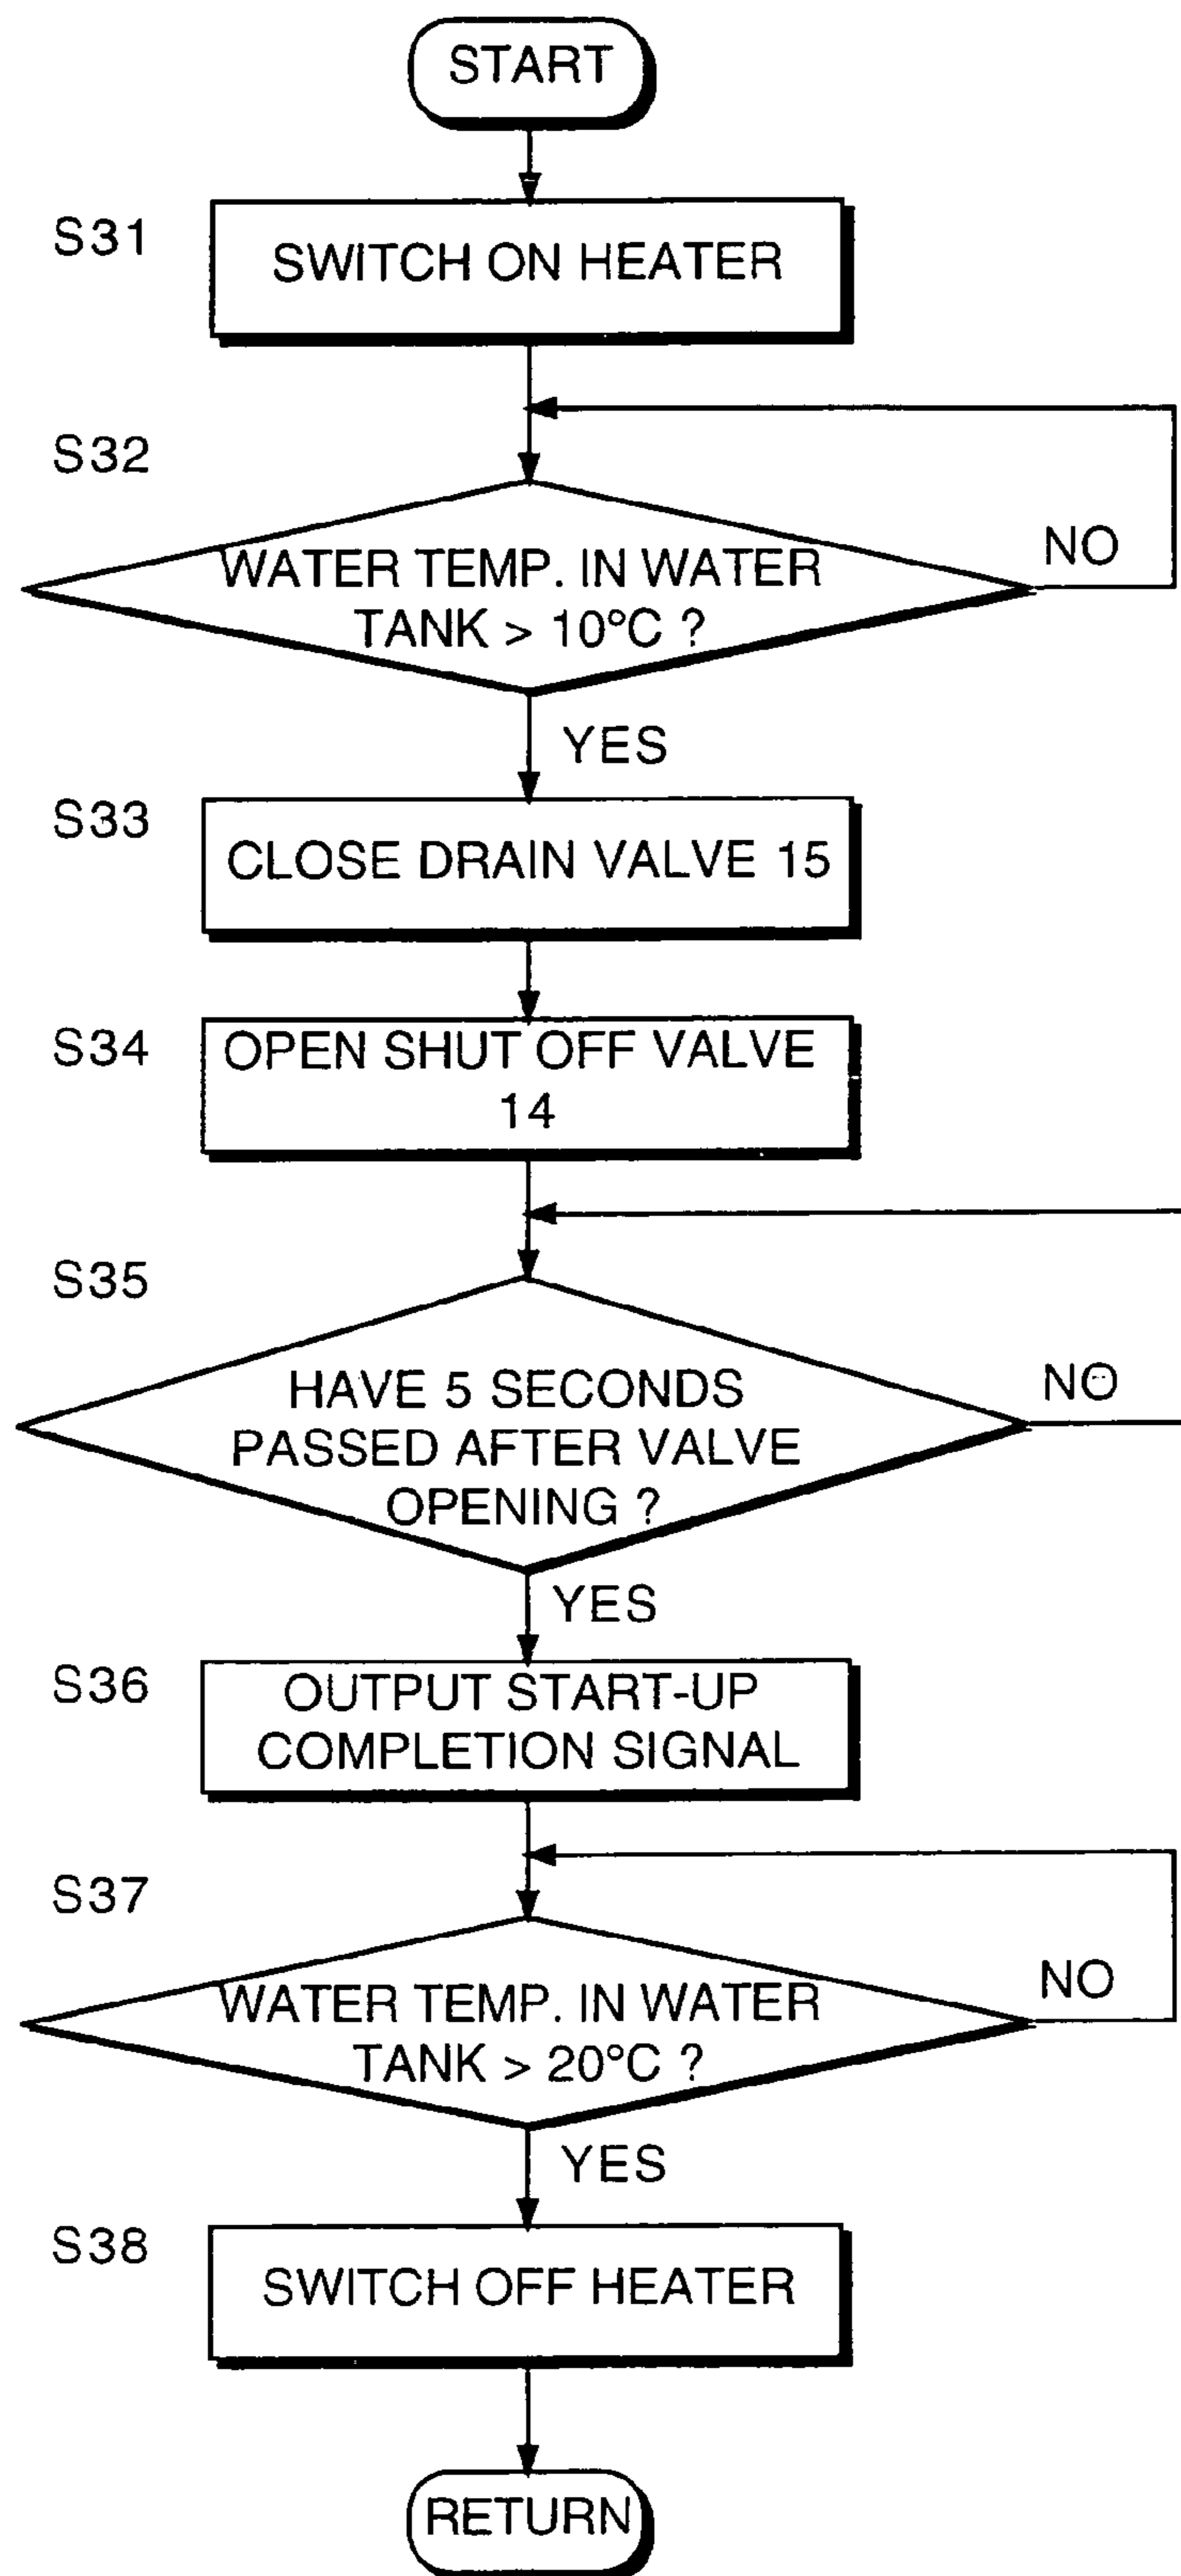 START
S31
SWITCH ON HEATER
S32
WATER TEMP. IN WATER
TANK > 10°C ?
NO
YES
S33
CLOSE DRAIN VALVE 15
S34
OPEN SHUT OFF VALVE
14
S35
HAVE 5 SECONDS
PASSED AFTER VALVE
OPENING ?
NO
YES
S36
OUTPUT START-UP
COMPLETION SIGNAL
S37
WATER TEMP. IN WATER
TANK > 20°C ?
NO
YES
S38
SWITCH OFF HEATER
RETURN